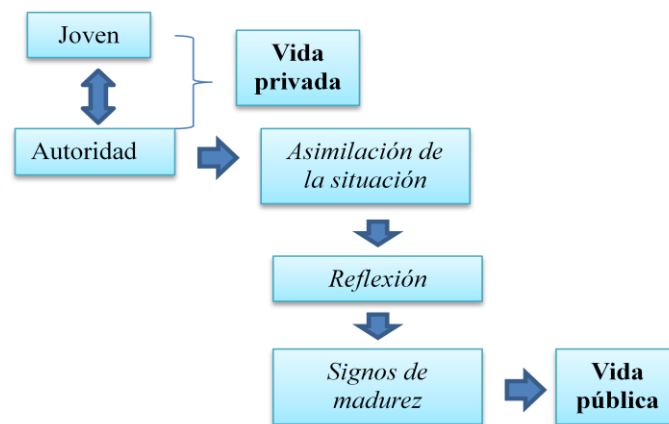 Joven
Vida
privada
Autoridad
Asimilación de
la situación
Reflexión
Signos de
madurez
Vida
pública